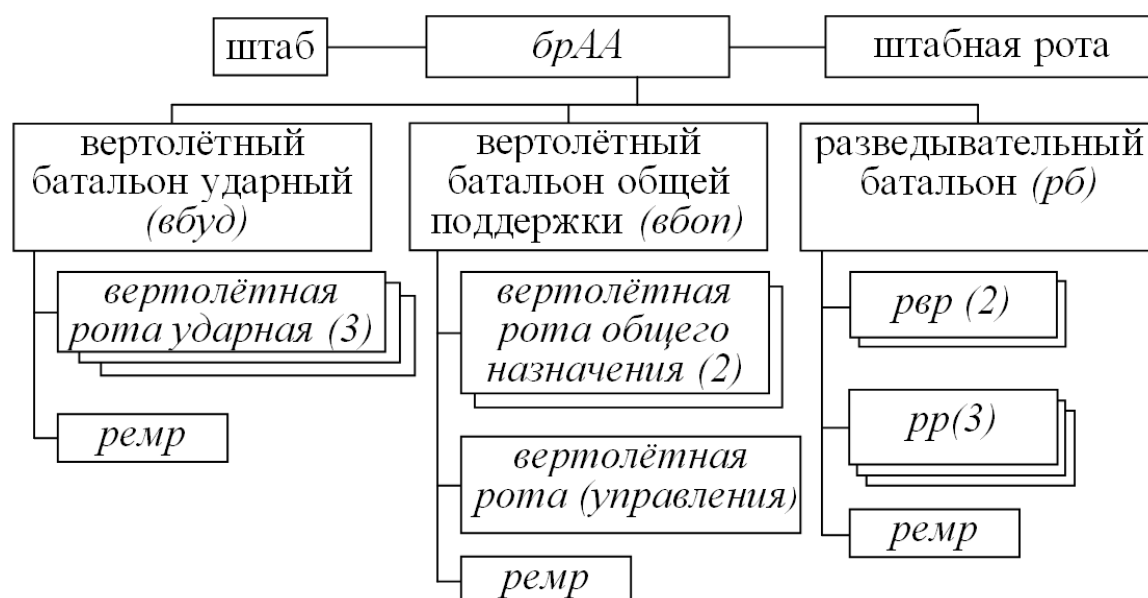 штаб
брАА
штабная рота
вертолётный
батальон ударный
(вбуд)
вертолётная
рота ударная (3)
ремр
вертолётный
батальон общей
поддержки (вбоп)
вертолётная
рота общего
назначения (2)
вертолётная
рота (управления)
ремр
разведывательный
батальон (рб)
рвр (2)
рр(3)
ремр